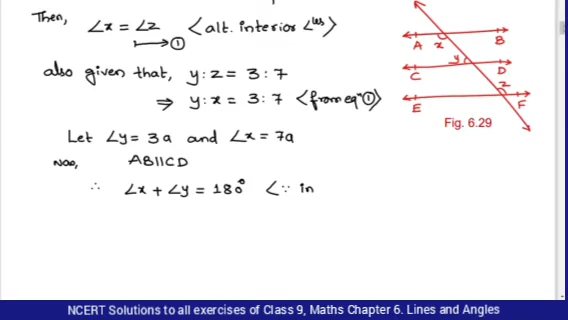 Then, ∠x = ∠z <alt. interior ∠les>
①
also given that, y : z = 3 : 7
⇒ y : x = 3 : 7 <from eqn ①>
Let ∠y = 3a and ∠x = 7a
Now, AB||CD
∴ ∠x + ∠y = 180° <∵ in
A x B
C y D
E z F
Fig. 6.29
NCERT Solutions to all exercises of Class 9, Maths Chapter 6. Lines and Angles